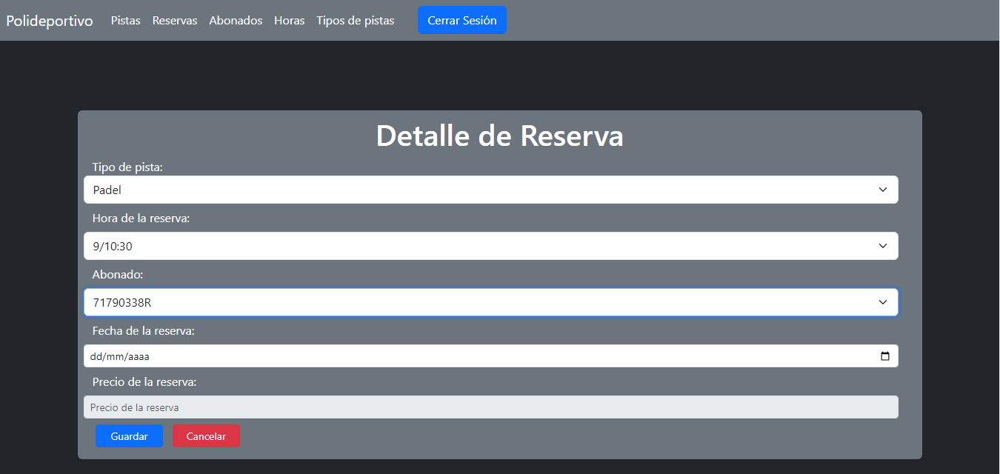 Polideportivo Pistas Reservas Abonados Horas Tipos de pistas Cerrar Sesión
Detalle de Reserva
Tipo de pista:
Padel
Hora de la reserva:
9/10:30
Abonado:
71790338R
Fecha de la reserva:
dd/mm/aaaa
Precio de la reserva:
Precio de la reserva
Guardar Cancelar